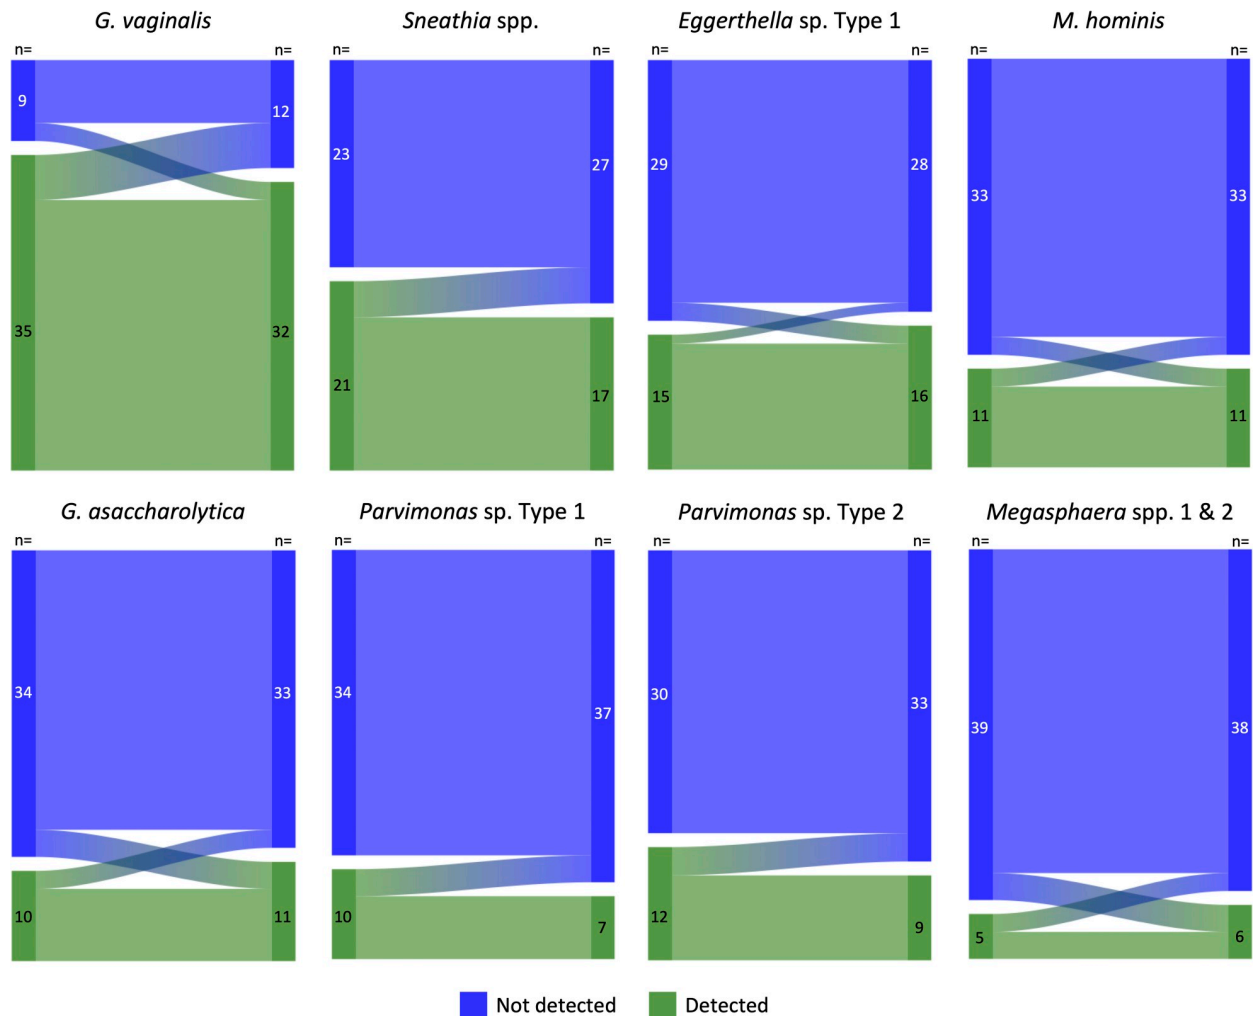 G. vaginalis
Sneathia spp.
Eggerthella sp. Type 1
M. hominis
n= n= n= n= n= n= n= n=
9 12
35 32
23 27
21 17
29 28
15 16
33 33
11 11
G. asaccharolytica
Parvimonas sp. Type 1
Parvimonas sp. Type 2
Megasphaera spp. 1 & 2
n= n= n= n= n= n= n= n=
34 33
10 11
34 37
10 7
30 33
12 9
39 38
5 6
Not detected
Detected